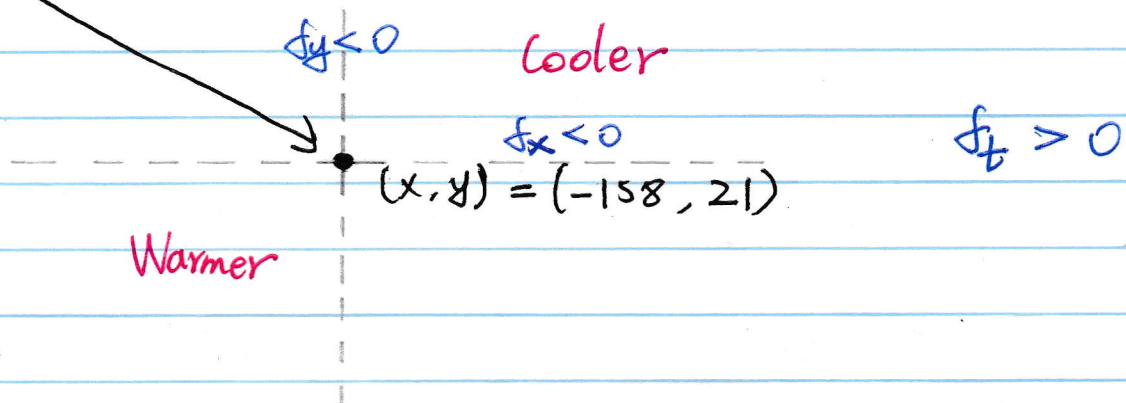 fy < 0
Cooler
fx < 0
ft > 0
(x, y) = (-158, 21)
Warmer